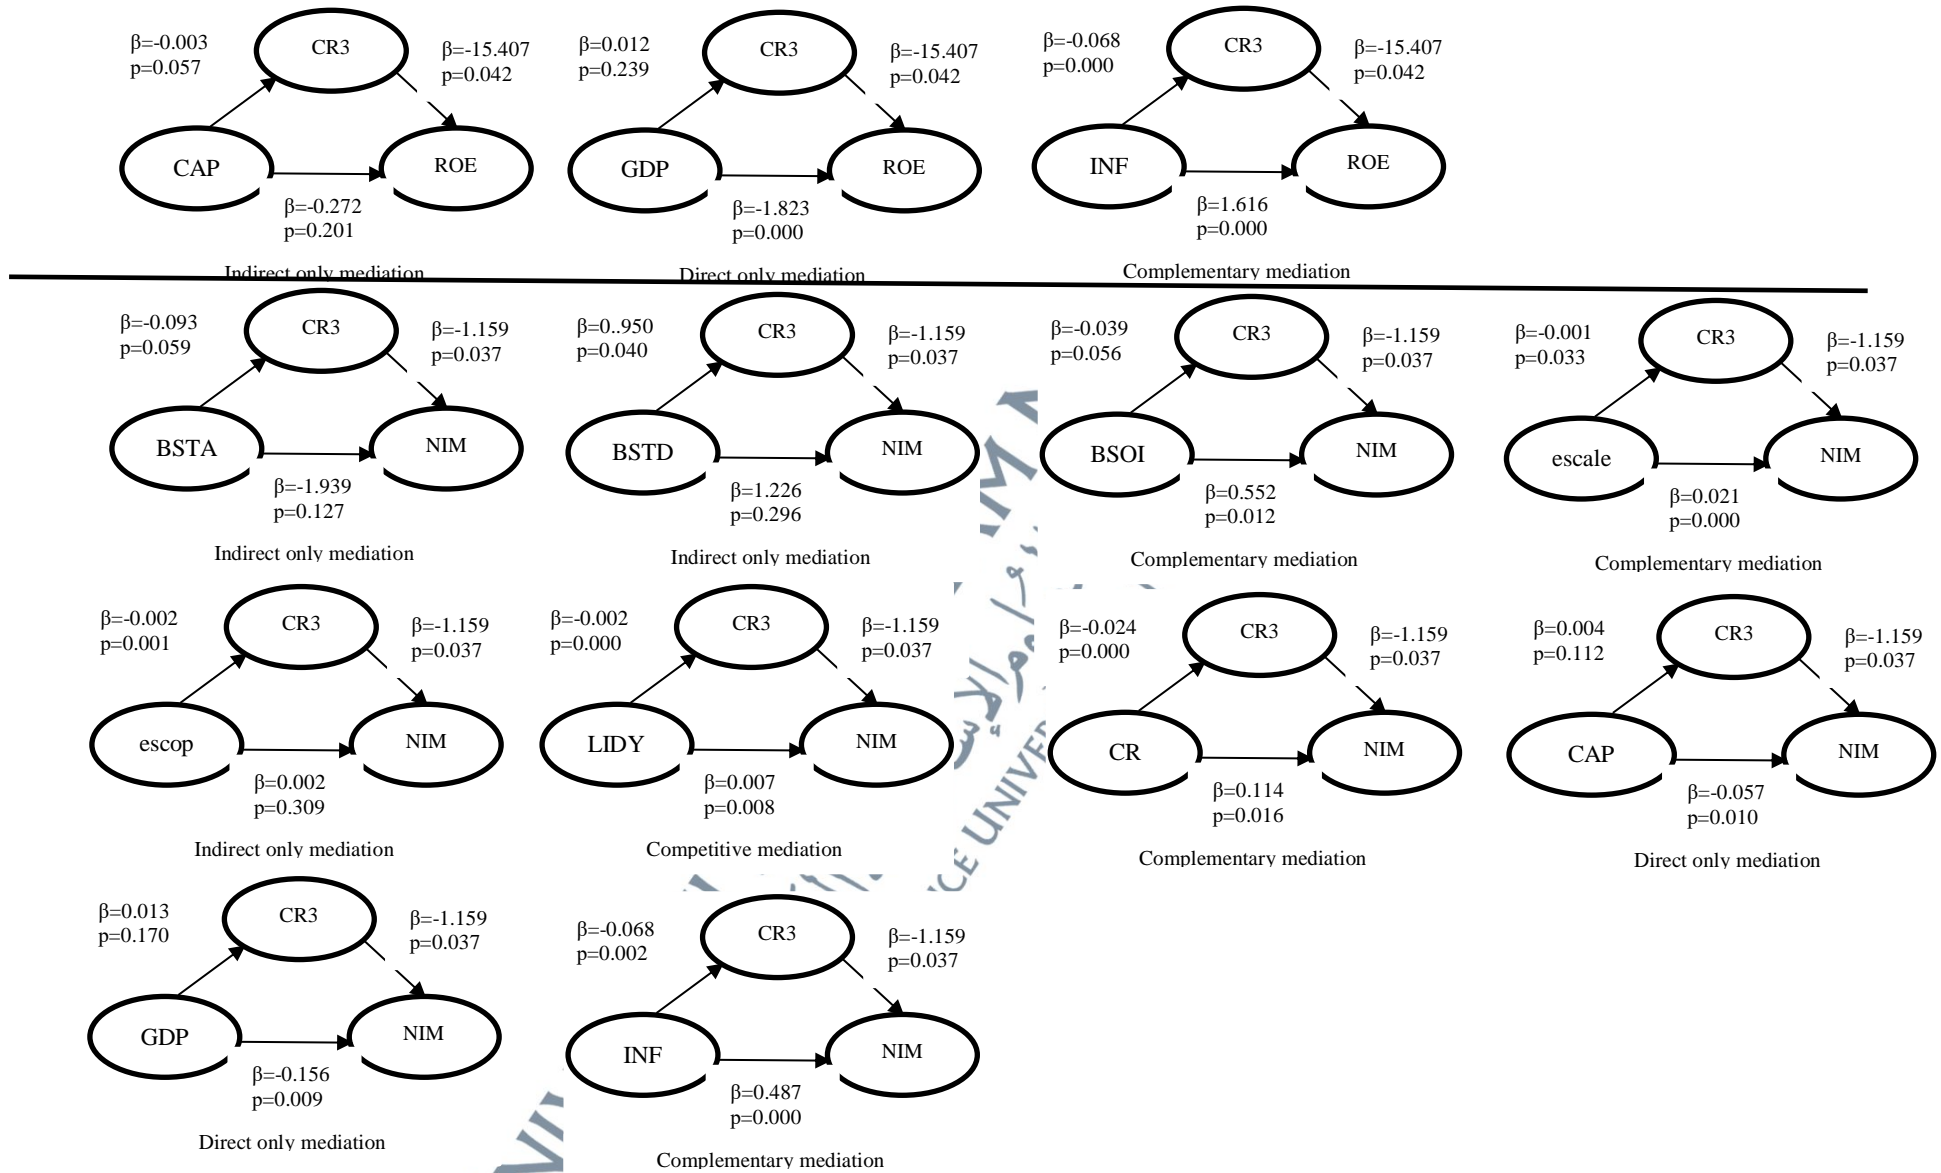 β=-0.003
p=0.057
CR3
β=-15.407
p=0.042
CAP
ROE
β=-0.272
p=0.201
Indirect only mediation
β=0.012
p=0.239
CR3
β=-15.407
p=0.042
GDP
ROE
β=-1.823
p=0.000
Direct only mediation
β=-0.068
p=0.000
CR3
β=-15.407
p=0.042
INF
ROE
β=1.616
p=0.000
Complementary mediation
β=-0.093
p=0.059
CR3
β=-1.159
p=0.037
BSTA
NIM
β=-1.939
p=0.127
Indirect only mediation
β=0..950
p=0.040
CR3
β=-1.159
p=0.037
BSTD
NIM
β=1.226
p=0.296
Indirect only mediation
β=-0.039
p=0.056
CR3
β=-1.159
p=0.037
BSOI
NIM
β=0.552
p=0.012
Complementary mediation
β=-0.001
p=0.033
CR3
β=-1.159
p=0.037
escale
NIM
β=0.021
p=0.000
Complementary mediation
β=-0.002
p=0.001
CR3
β=-1.159
p=0.037
escop
NIM
β=0.002
p=0.309
Indirect only mediation
β=-0.002
p=0.000
CR3
β=-1.159
p=0.037
LIDY
NIM
β=0.007
p=0.008
Competitive mediation
β=-0.024
p=0.000
CR3
β=-1.159
p=0.037
CR
NIM
β=0.114
p=0.016
Complementary mediation
β=0.004
p=0.112
CR3
β=-1.159
p=0.037
CAP
NIM
β=-0.057
p=0.010
Direct only mediation
β=0.013
p=0.170
CR3
β=-1.159
p=0.037
GDP
NIM
β=-0.156
p=0.009
Direct only mediation
β=-0.068
p=0.002
CR3
β=-1.159
p=0.037
INF
NIM
β=0.487
p=0.000
Complementary mediation